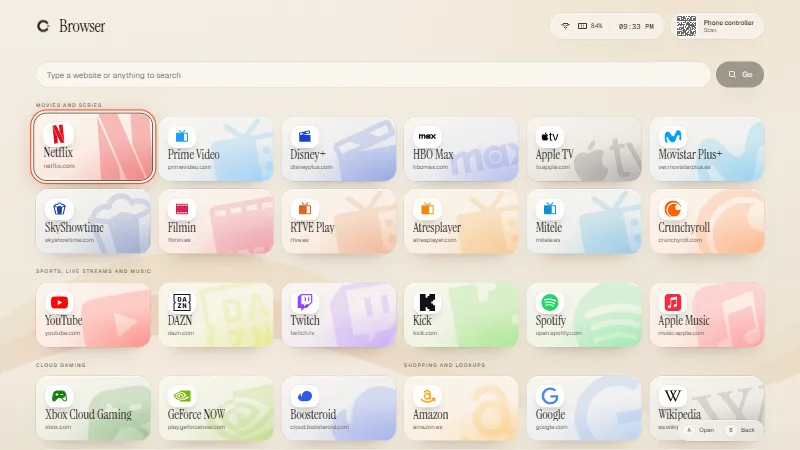 Browser
84%
09:33 PM
Phone controller
Scan
Type a website or anything to search
Go
MOVIES AND SERIES
Netflix
netflix.com
Prime Video
primevideo.com
Disney+
disneyplus.com
max
HBO Max
hbomax.com
tv
Apple TV
tv.apple.com
Movistar Plus+
ver.movistarplus.es
SkyShowtime
skyshowtime.com
Filmin
filmin.es
RTVE Play
rtve.es
Atresplayer
atresplayer.com
Mitele
mitele.es
Crunchyroll
crunchyroll.com
SPORTS, LIVE STREAMS AND MUSIC
YouTube
youtube.com
DAZN
DAZN
dazn.com
Twitch
twitch.tv
Kick
kick.com
Spotify
open.spotify.com
Apple Music
music.apple.com
CLOUD GAMING
SHOPPING AND LOOKUPS
Xbox Cloud Gaming
xbox.com
GeForce NOW
play.geforcenow.com
Boosteroid
cloud.boosteroid.com
Amazon
amazon.es
Google
google.com
W
Wikipedia
A Open
B Back